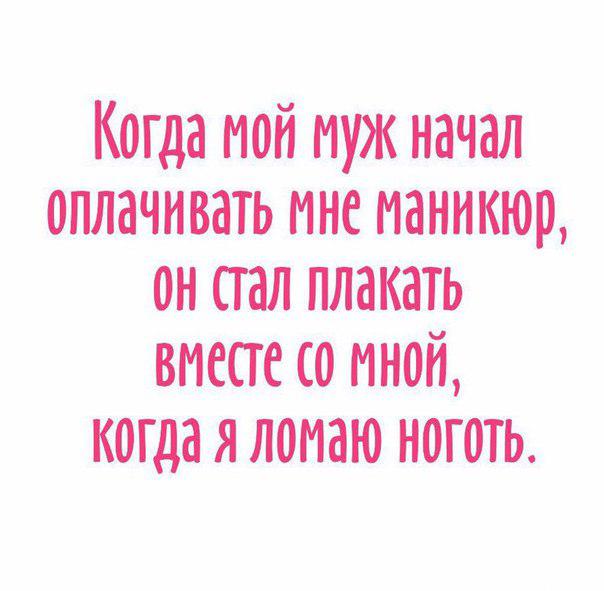 Когда мой муж начал
оплачивать мне маникюр,
он стал плакать
вместе со мной,
когда я ломаю ноготь.